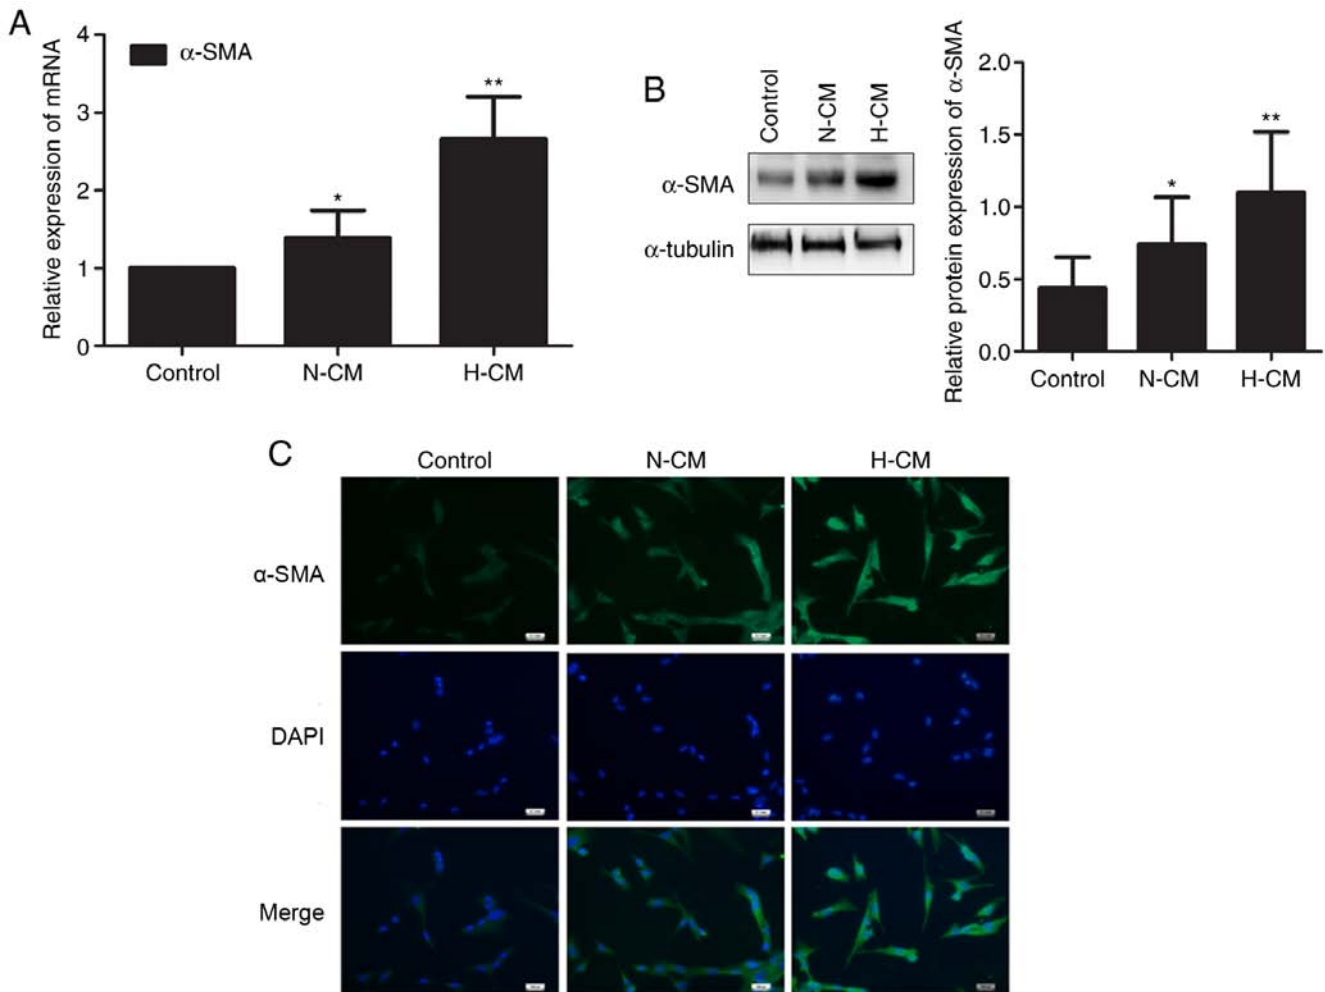 A
Relative expression of mRNA
4
3
2
1
0
α-SMA
*
**
Control
N-CM
H-CM
B
Control
N-CM
H-CM
α-SMA
α-tubulin
Relative protein expression of α-SMA
2.0
1.5
1.0
0.5
0.0
*
**
Control
N-CM
H-CM
C
Control
N-CM
H-CM
α-SMA
DAPI
Merge